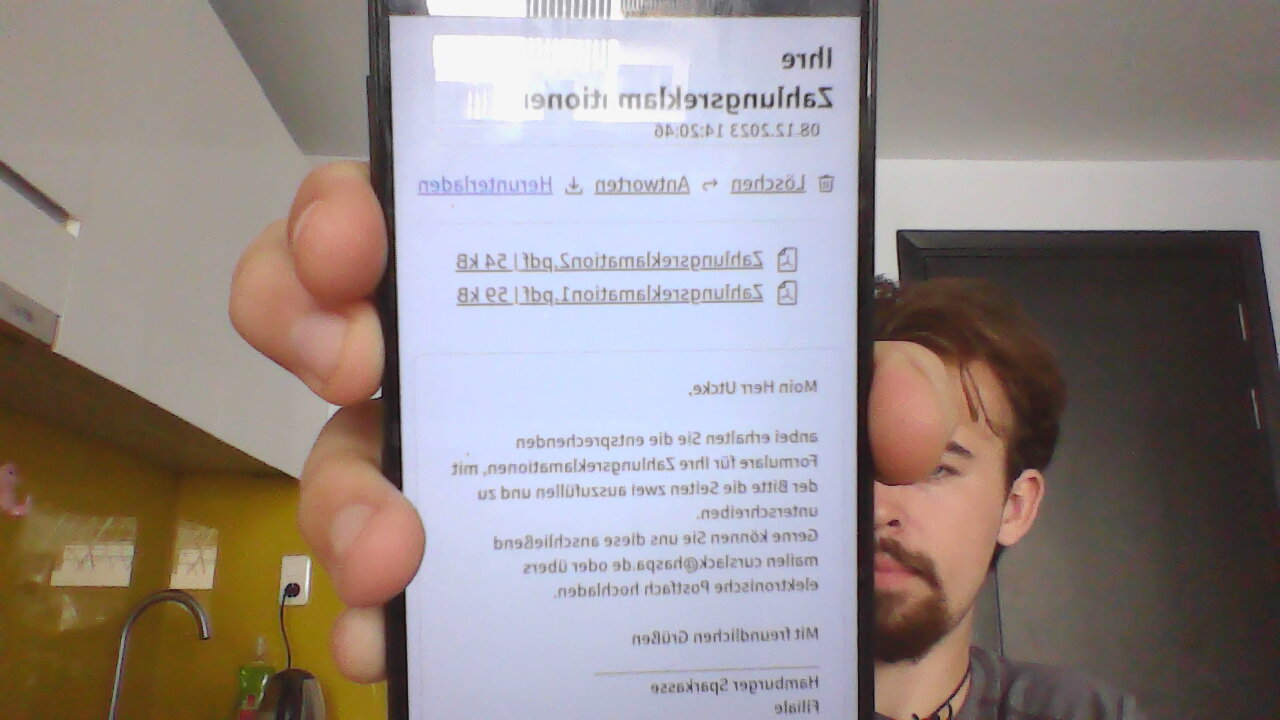 Ihre
Zahlungsreklamationen
08.12.2023 14:20:46
Löschen Antworten Herunterladen
Zahlungsreklamation2.pdf | 54 kB
Zahlungsreklamation1.pdf | 59 kB
Moin Herr Utcke,
anbei erhalten Sie die entsprechenden
Formulare für Ihre Zahlungsreklamationen, mit
der Bitte die Seiten zwei auszufüllen und zu
unterschreiben.
Gerne können Sie uns diese anschließend
mailen curslack@haspa.de oder übers
elektronische Postfach hochladen.
Mit freundlichen Grüßen
Hamburger Sparkasse
Filiale